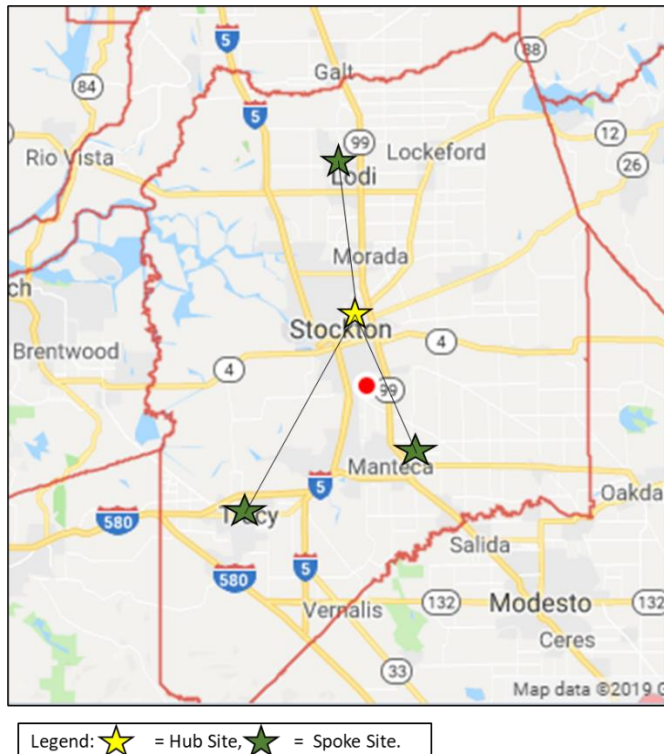 5
88
Galt
84
5
99
12
Rio Vista
Lockeford
26
Lodi
Morada
ch
Stockton
Brentwood
4
4
99
Manteca
5
Oakda
580
Tracy
Salida
580
5
Vernalis
132
Modesto
132
Ceres
33
Map data ©2019 G
Legend: = Hub Site, = Spoke Site.